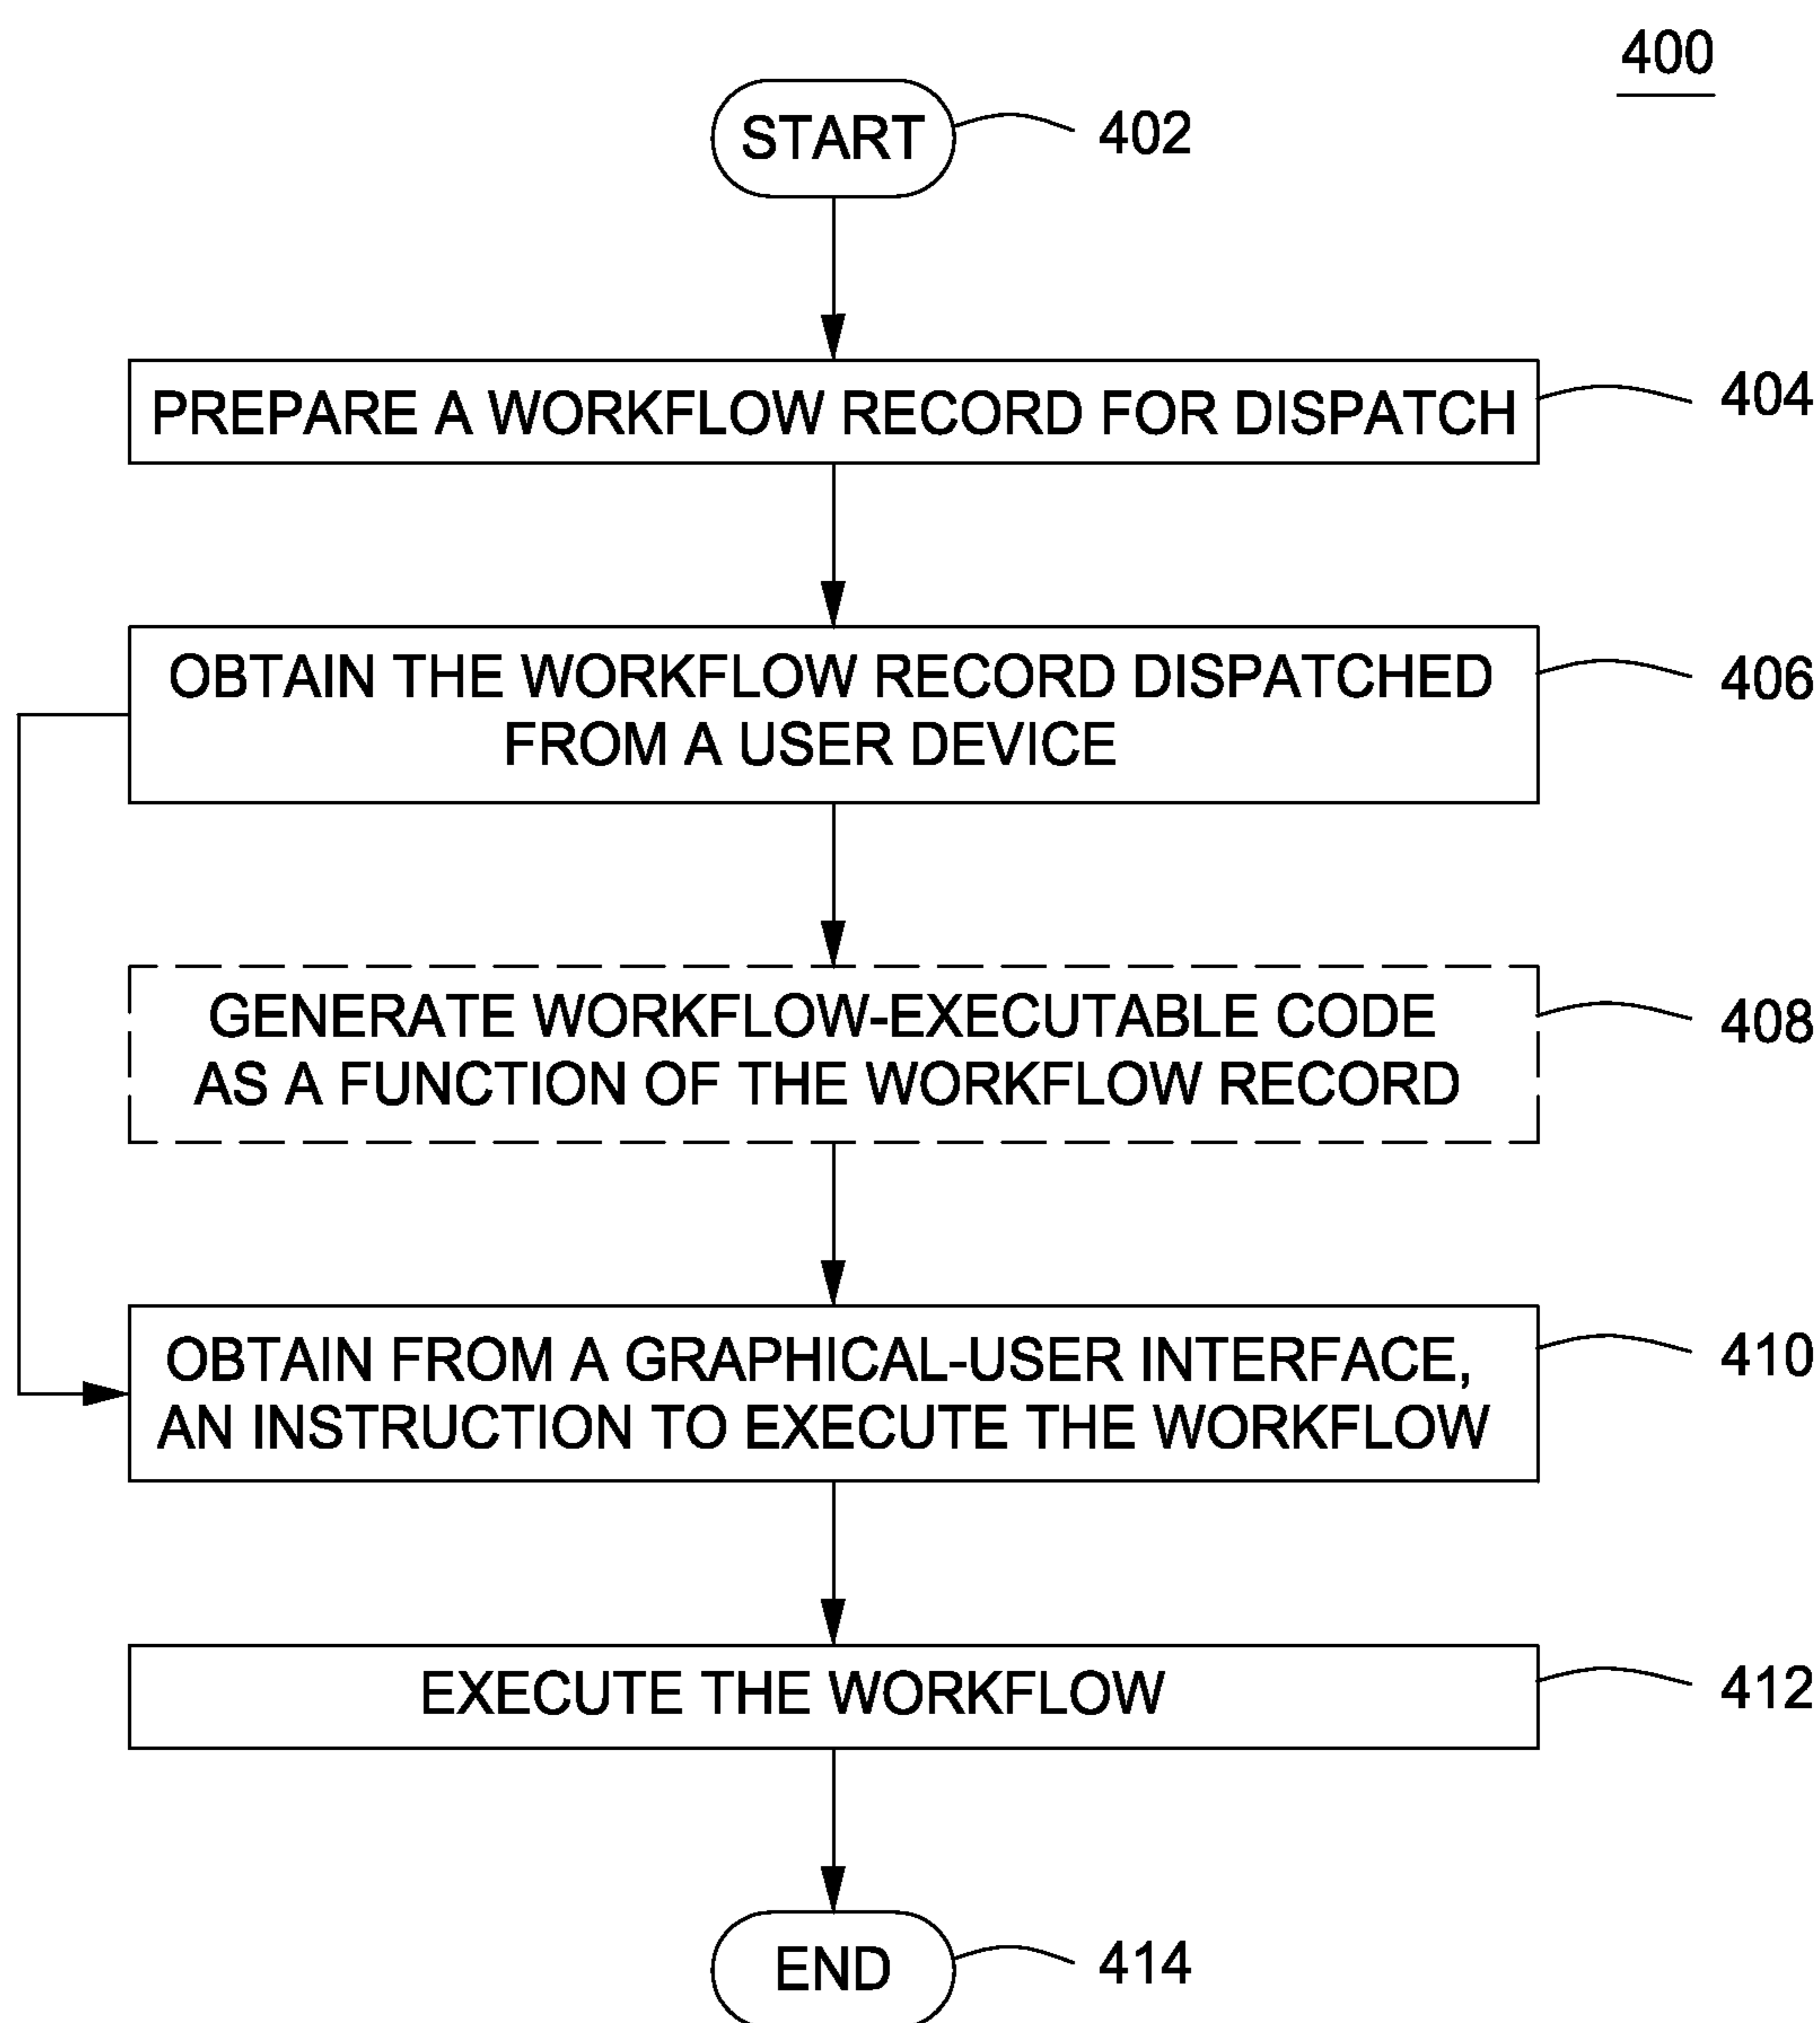 400
START
402
PREPARE A WORKFLOW RECORD FOR DISPATCH
404
OBTAIN THE WORKFLOW RECORD DISPATCHED
FROM A USER DEVICE
406
GENERATE WORKFLOW-EXECUTABLE CODE
AS A FUNCTION OF THE WORKFLOW RECORD
408
OBTAIN FROM A GRAPHICAL-USER INTERFACE,
AN INSTRUCTION TO EXECUTE THE WORKFLOW
410
EXECUTE THE WORKFLOW
412
END
414